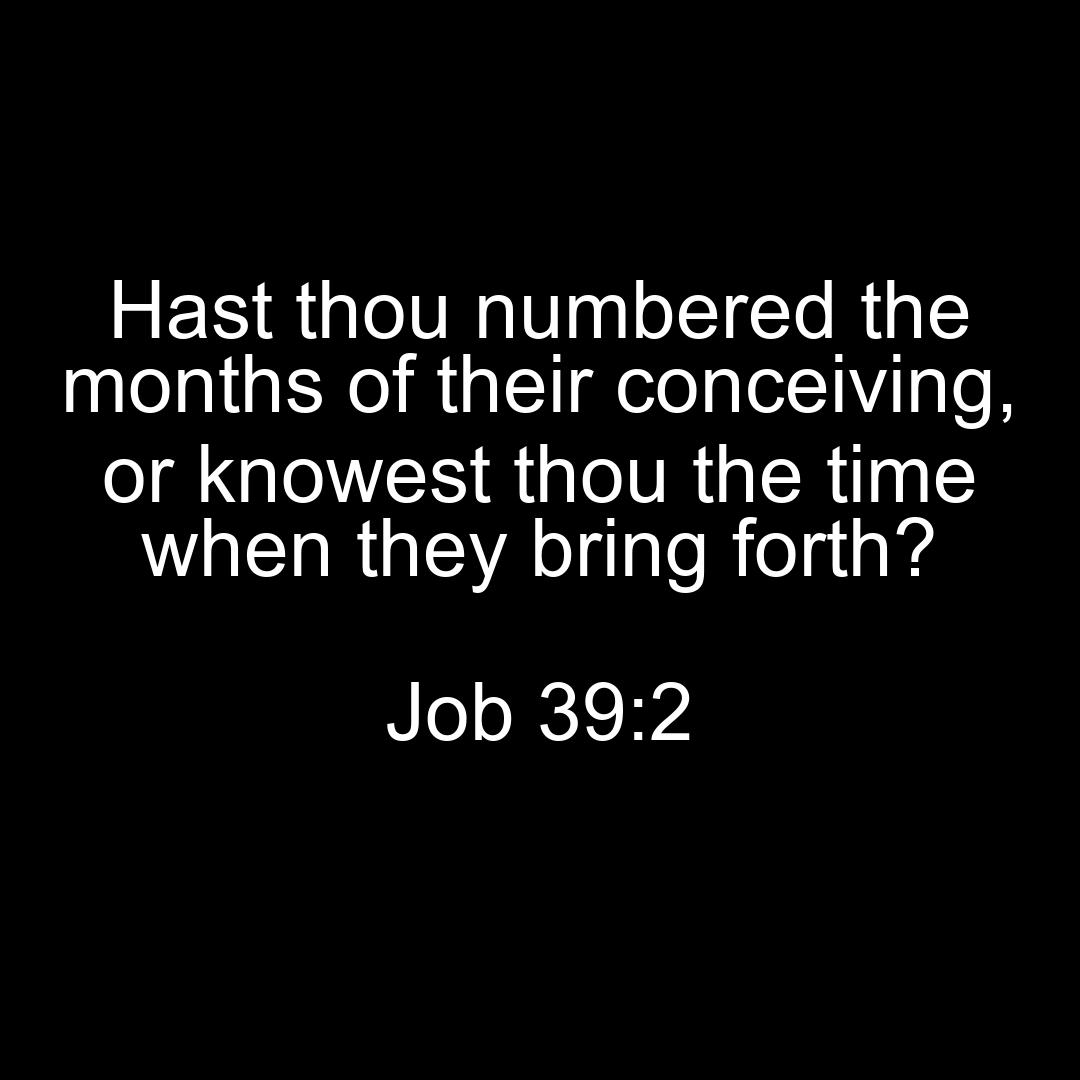 Hast thou numbered the
months of their conceiving,
or knowest thou the time
when they bring forth?
Job 39:2